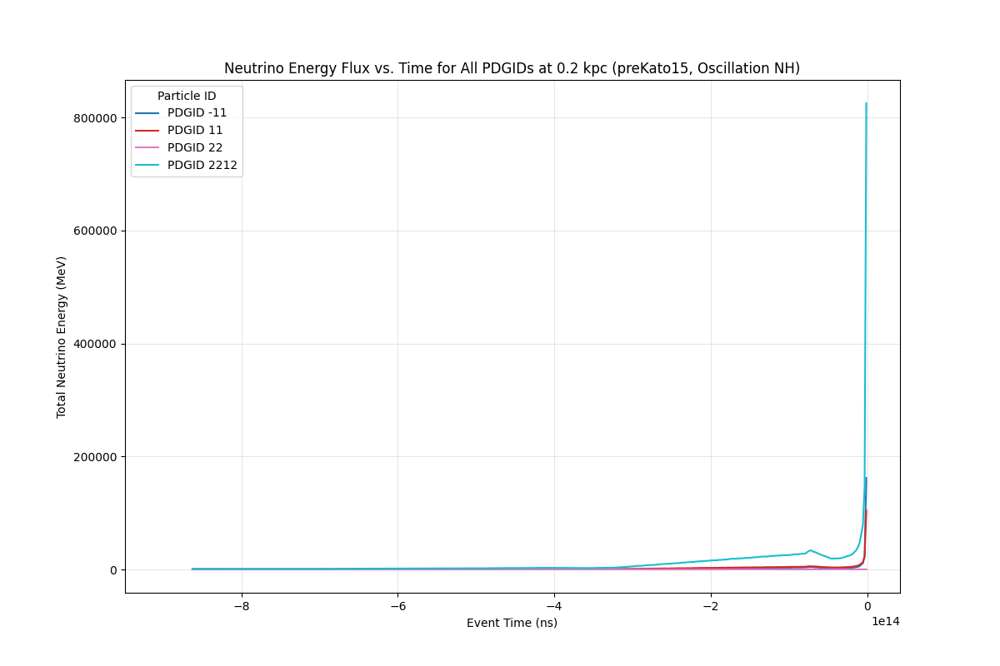 Neutrino Energy Flux vs. Time for All PDGIDs at 0.2 kpc (preKato15, Oscillation NH)
Particle ID
PDGID -11
PDGID 11
PDGID 22
PDGID 2212
800000
600000
400000
200000
0
Total Neutrino Energy (MeV)
−8
−6
−4
−2
0
1e14
Event Time (ns)